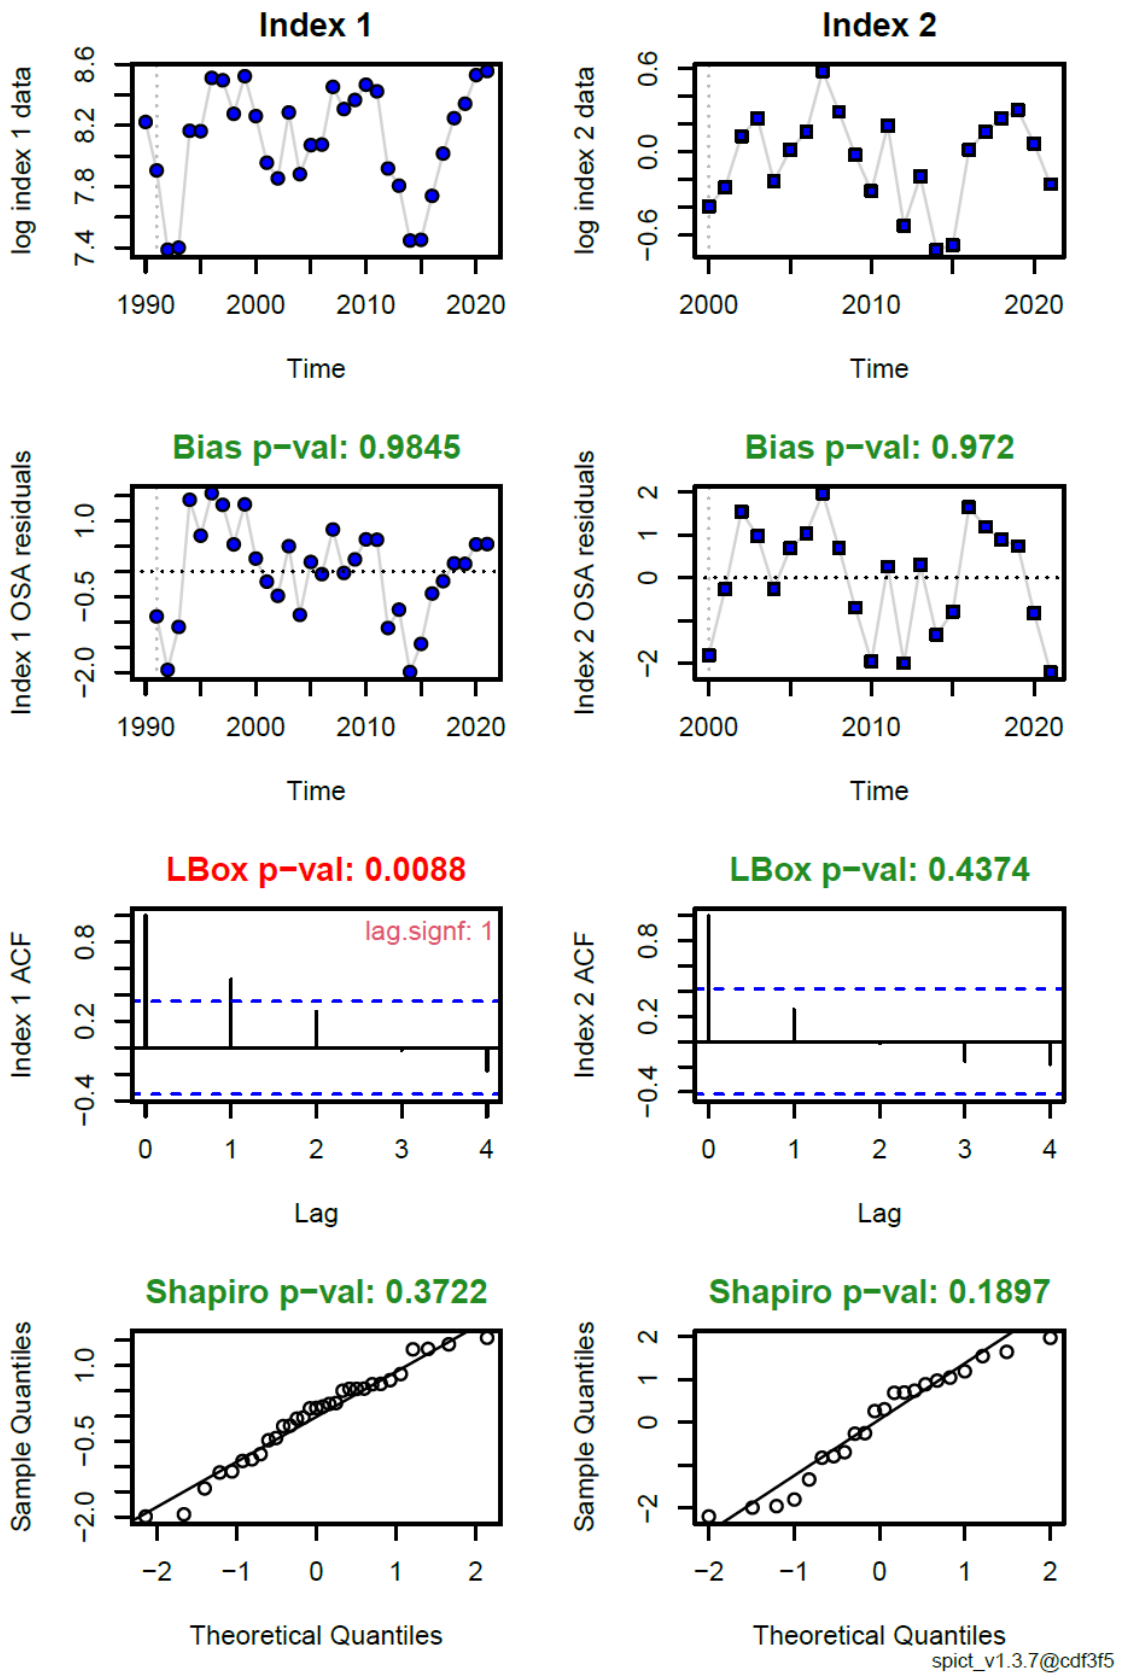 Index 1
Index 2
log index 1 data
7.4 7.8 8.2 8.6
1990 2000 2010 2020
Time
log index 2 data
−0.6 0.0 0.6
2000 2010 2020
Time
Bias p−val: 0.9845
Bias p−val: 0.972
Index 1 OSA residuals
−2.0 −0.5 1.0
1990 2000 2010 2020
Time
Index 2 OSA residuals
−2 0 1 2
2000 2010 2020
Time
LBox p−val: 0.0088
LBox p−val: 0.4374
Index 1 ACF
−0.4 0.2 0.8
lag.signf: 1
0 1 2 3 4
Lag
Index 2 ACF
−0.4 0.2 0.8
0 1 2 3 4
Lag
Shapiro p−val: 0.3722
Shapiro p−val: 0.1897
Sample Quantiles
−2.0 −0.5 1.0
−2 −1 0 1 2
Theoretical Quantiles
Sample Quantiles
−2 0 1 2
−2 −1 0 1 2
Theoretical Quantiles
spict_v1.3.7@cdf3f5